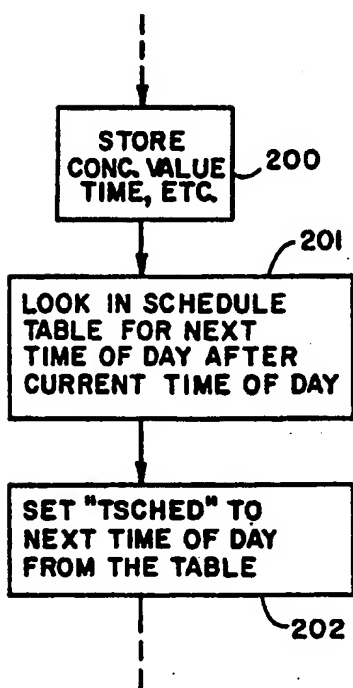 STORE
CONC. VALUE
TIME, ETC.
200
201
LOOK IN SCHEDULE
TABLE FOR NEXT
TIME OF DAY AFTER
CURRENT TIME OF DAY
SET "TSCHED" TO
NEXT TIME OF DAY
FROM THE TABLE
202